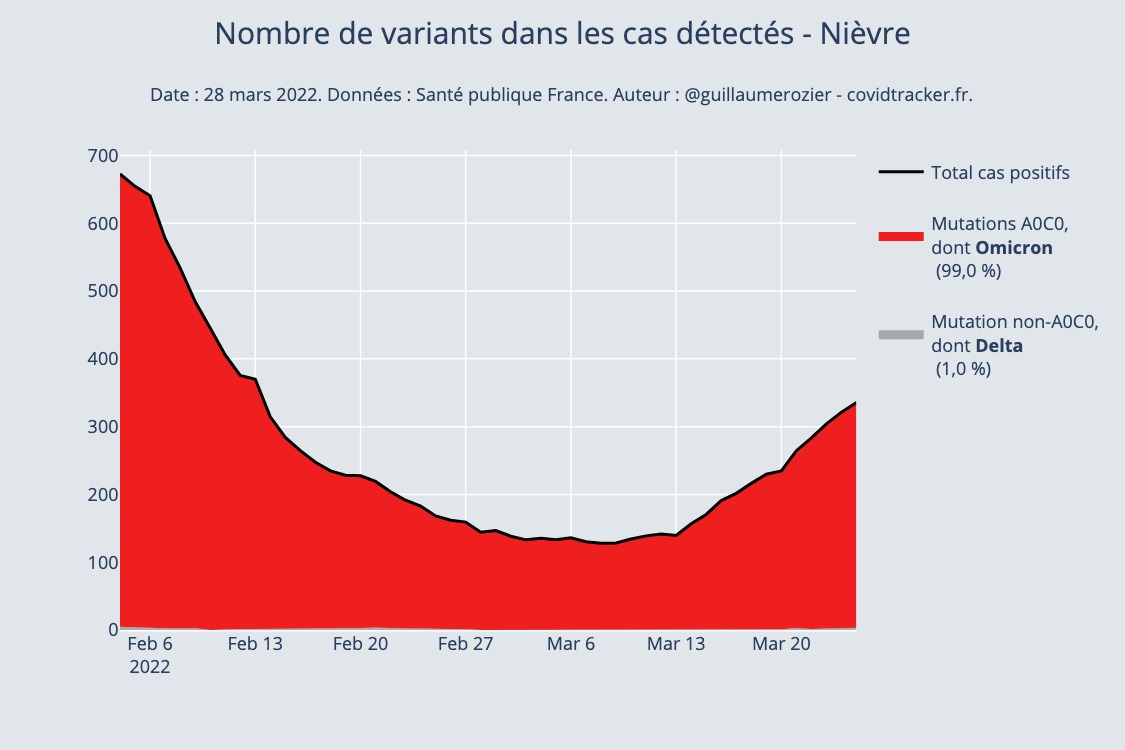 Nombre de variants dans les cas détectés - Nièvre
Date : 28 mars 2022. Données : Santé publique France. Auteur : @guillaumerozier - covidtracker.fr.
700
600
500
400
300
200
100
0
Feb 6
2022
Feb 13
Feb 20
Feb 27
Mar 6
Mar 13
Mar 20
Total cas positifs
Mutations A0C0,
dont Omicron
(99,0 %)
Mutation non-A0C0,
dont Delta
(1,0 %)